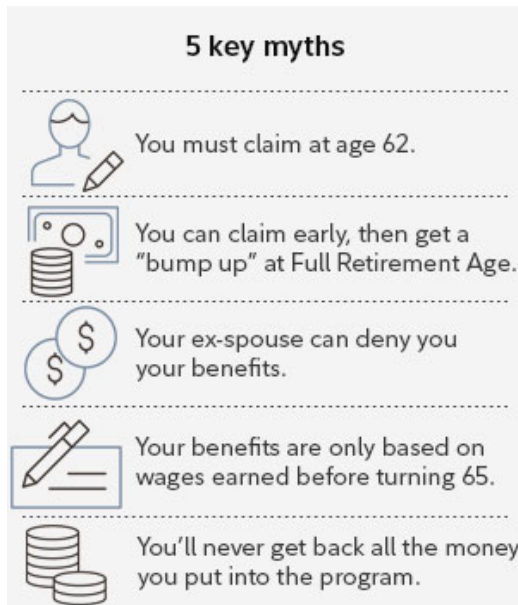 5 key myths
You must claim at age 62.
You can claim early, then get a
“bump up” at Full Retirement Age.
$
$
Your ex-spouse can deny you
your benefits.
Your benefits are only based on
wages earned before turning 65.
You’ll never get back all the money
you put into the program.